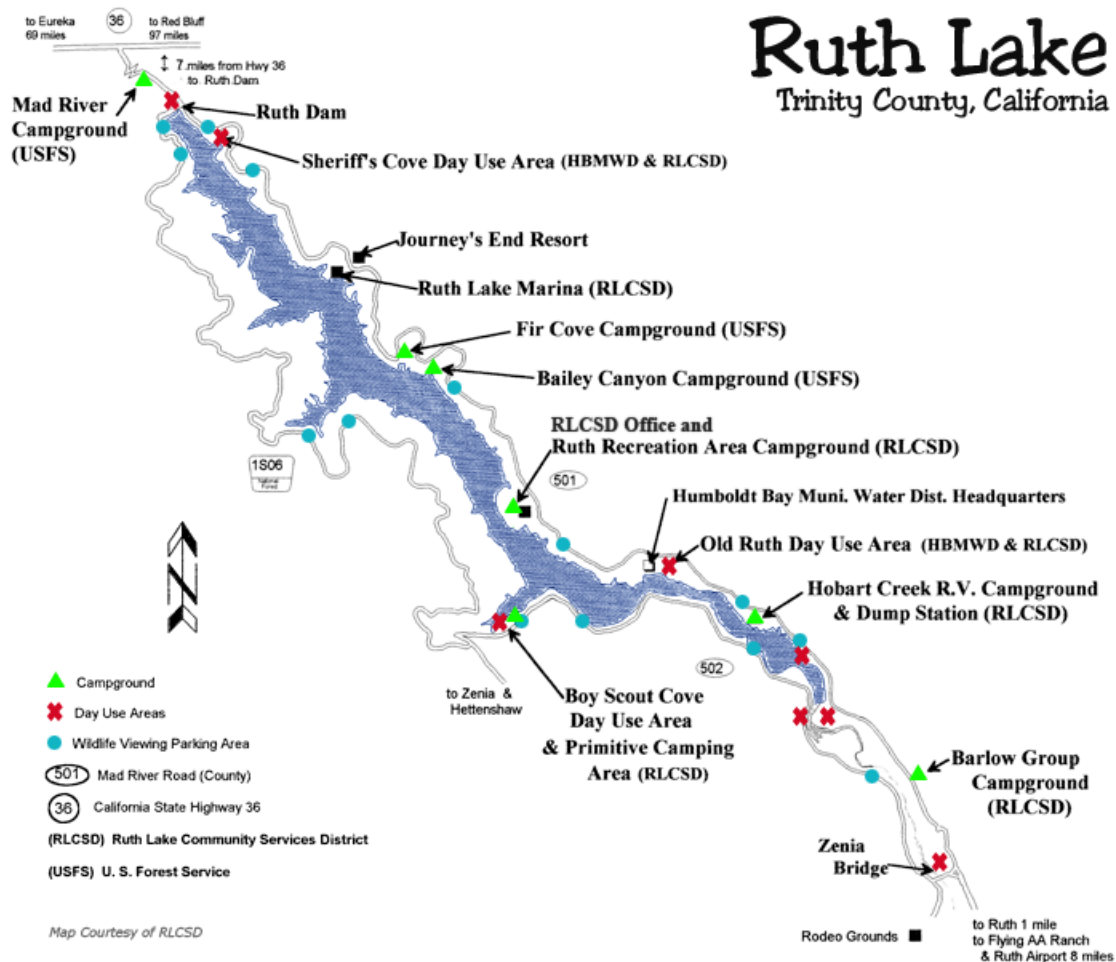 Ruth Lake
Trinity County, California
to Eureka
69 miles
36
to Red Bluff
97 miles
7 miles from Hwy 36
to Ruth Dam
Mad River
Campground
(USFS)
Ruth Dam
Sheriff's Cove Day Use Area (HBMWD & RLCSD)
Journey's End Resort
Ruth Lake Marina (RLCSD)
Fir Cove Campground (USFS)
Bailey Canyon Campground (USFS)
RLCSD Office and
Ruth Recreation Area Campground (RLCSD)
1S06
National
Forest
501
Humboldt Bay Muni. Water Dist. Headquarters
Old Ruth Day Use Area (HBMWD & RLCSD)
Hobart Creek R.V. Campground
& Dump Station (RLCSD)
N
502
to Zenia &
Hettenshaw
Boy Scout Cove
Day Use Area
& Primitive Camping
Area (RLCSD)
Barlow Group
Campground
(RLCSD)
Zenia
Bridge
Campground
Day Use Areas
Wildlife Viewing Parking Area
501 Mad River Road (County)
36 California State Highway 36
(RLCSD) Ruth Lake Community Services District
(USFS) U. S. Forest Service
Map Courtesy of RLCSD
Rodeo Grounds
to Ruth 1 mile
to Flying AA Ranch
& Ruth Airport 8 miles